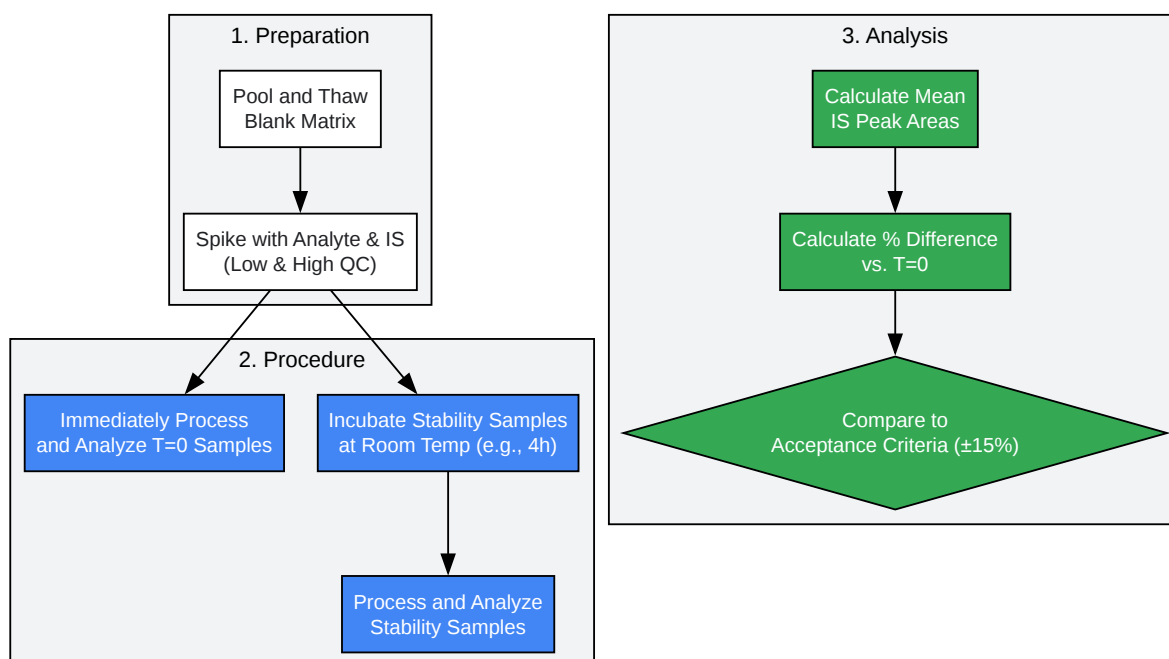 1. Preparation
Pool and Thaw
Blank Matrix
Spike with Analyte & IS
(Low & High QC)
2. Procedure
Immediately Process
and Analyze T=0 Samples
Incubate Stability Samples
at Room Temp (e.g., 4h)
Process and Analyze
Stability Samples
3. Analysis
Calculate Mean
IS Peak Areas
Calculate % Difference
vs. T=0
Compare to
Acceptance Criteria (±15%)